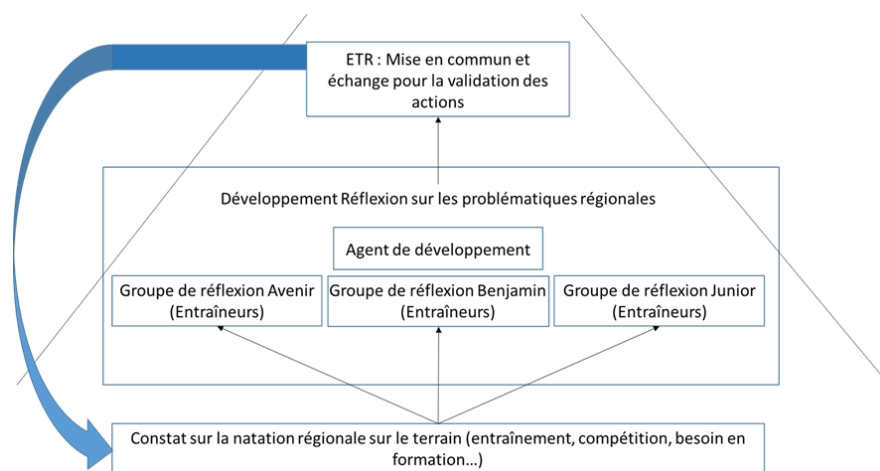 ETR : Mise en commun et
échange pour la validation des
actions
Développement Réflexion sur les problématiques régionales
Agent de développement
Groupe de réflexion Avenir
(Entraîneurs)
Groupe de réflexion Benjamin
(Entraîneurs)
Groupe de réflexion Junior
(Entraîneurs)
Constat sur la natation régionale sur le terrain (entraînement, compétition, besoin en
formation…)